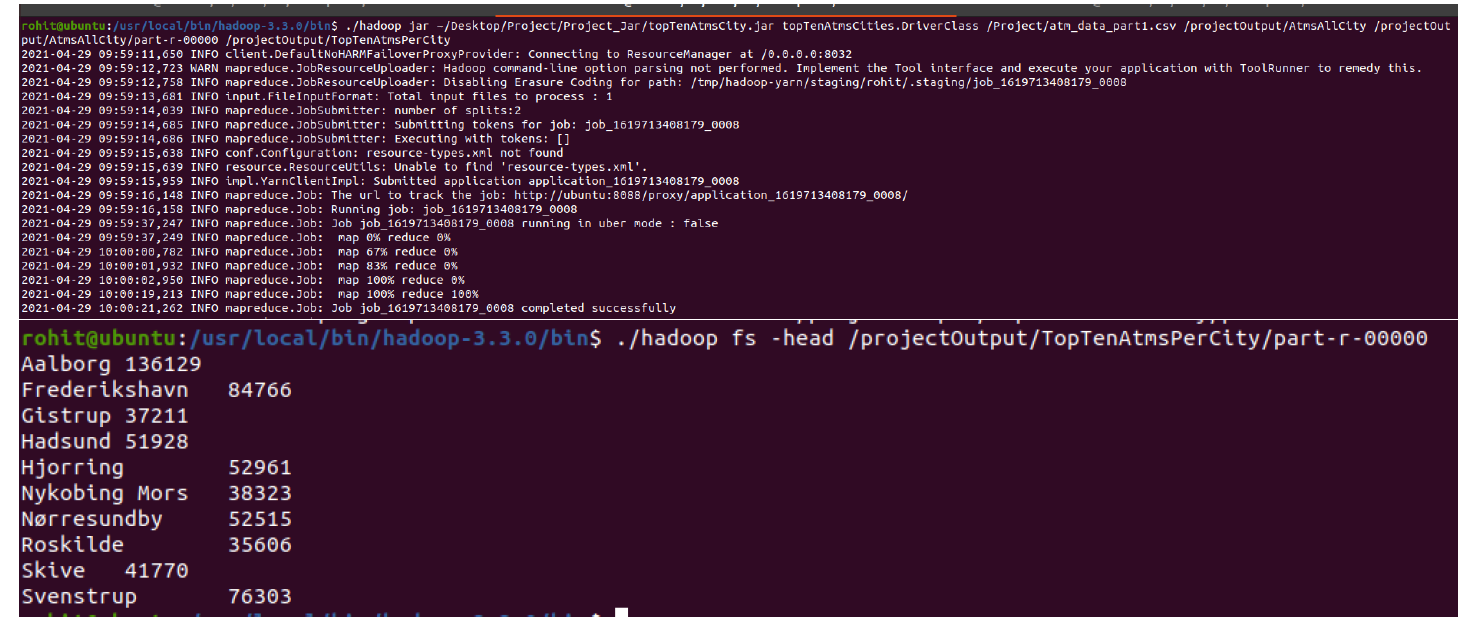 rohit@ubuntu:/usr/local/bin/hadoop-3.3.0/bin$ ./hadoop jar ~/Desktop/Project/Project_Jar/topTenAtmsCity.jar topTenAtmsCities.DriverClass /Project/atm_data_part1.csv /projectOutput/AtmsAllCity /projectOut
put/AtmsAllCity/part-r-00000 /projectOutput/TopTenAtmsPerCity
2021-04-29 09:59:11,650 INFO client.DefaultNoHARMFailoverProxyProvider: Connecting to ResourceManager at /0.0.0.0:8032
2021-04-29 09:59:12,723 WARN mapreduce.JobResourceUploader: Hadoop command-line option parsing not performed. Implement the Tool interface and execute your application with ToolRunner to remedy this.
2021-04-29 09:59:12,758 INFO mapreduce.JobResourceUploader: Disabling Erasure Coding for path: /tmp/hadoop-yarn/staging/rohit/.staging/job_1619713408179_0008
2021-04-29 09:59:13,681 INFO input.FileInputFormat: Total input files to process : 1
2021-04-29 09:59:14,039 INFO mapreduce.JobSubmitter: number of splits:2
2021-04-29 09:59:14,685 INFO mapreduce.JobSubmitter: Submitting tokens for job: job_1619713408179_0008
2021-04-29 09:59:14,686 INFO mapreduce.JobSubmitter: Executing with tokens: []
2021-04-29 09:59:15,638 INFO conf.Configuration: resource-types.xml not found
2021-04-29 09:59:15,639 INFO resource.ResourceUtils: Unable to find 'resource-types.xml'.
2021-04-29 09:59:15,959 INFO impl.YarnClientImpl: Submitted application application_1619713408179_0008
2021-04-29 09:59:16,148 INFO mapreduce.Job: The url to track the job: http://ubuntu:8088/proxy/application_1619713408179_0008/
2021-04-29 09:59:16,158 INFO mapreduce.Job: Running job: job_1619713408179_0008
2021-04-29 09:59:37,247 INFO mapreduce.Job: Job job_1619713408179_0008 running in uber mode : false
2021-04-29 09:59:37,249 INFO mapreduce.Job:  map 0% reduce 0%
2021-04-29 10:00:00,782 INFO mapreduce.Job:  map 67% reduce 0%
2021-04-29 10:00:01,932 INFO mapreduce.Job:  map 83% reduce 0%
2021-04-29 10:00:02,950 INFO mapreduce.Job:  map 100% reduce 0%
2021-04-29 10:00:19,213 INFO mapreduce.Job:  map 100% reduce 100%
2021-04-29 10:00:21,262 INFO mapreduce.Job: Job job_1619713408179_0008 completed successfully
rohit@ubuntu:/usr/local/bin/hadoop-3.3.0/bin$ ./hadoop fs -head /projectOutput/TopTenAtmsPerCity/part-r-00000
Aalborg 136129
Frederikshavn   84766
Gistrup 37211
Hadsund 51928
Hjorring        52961
Nykobing Mors   38323
Nørresundby     52515
Roskilde        35606
Skive   41770
Svenstrup       76303